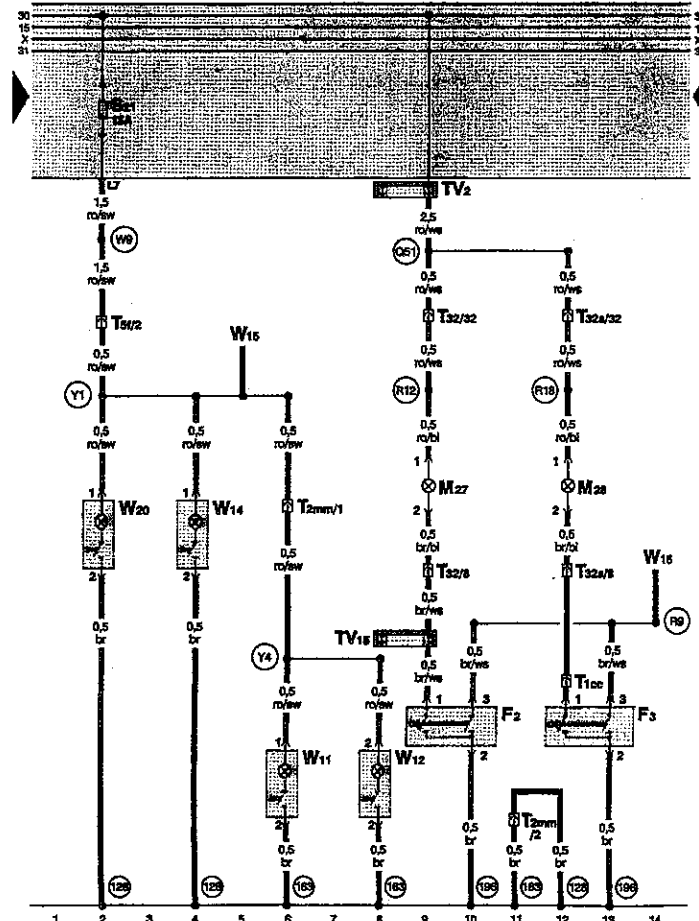 30
15
X
31
15A
L7
TV2
1,5
ro/sw
2,5
ro/ws
W9
Q51
1,5
ro/sw
0,5
ro/ws
0,5
ro/ws
T5f/2
T32/32
T32a/32
0,5
ro/sw
W15
0,5
ro/ws
0,5
ro/ws
Y1
R12
R18
0,5
ro/sw
0,5
ro/sw
0,5
ro/sw
0,5
ro/bl
0,5
ro/bl
1
1
1
1
W20
W14
T2mm/1
M27
M28
2
2
0,5
ro/sw
0,5
br/bl
0,5
br/bl
2
2
T32/8
T32a/8
W16
0,5
br
0,5
br
0,5
br/ws
R9
TV15
Y4
0,5
br/ws
0,5
br/ws
0,5
br/ws
0,5
ro/sw
0,5
ro/sw
T1cc
1
3
F2
1
3
F3
1
W11
2
W12
2
2
2
2
T2mm
/2
0,5
br
0,5
br
0,5
br
0,5
br
0,5
br
0,5
br
128
128
163
163
196
163
128
196
1 2 3 4 5 6 7 8 9 10 11 12 13 14